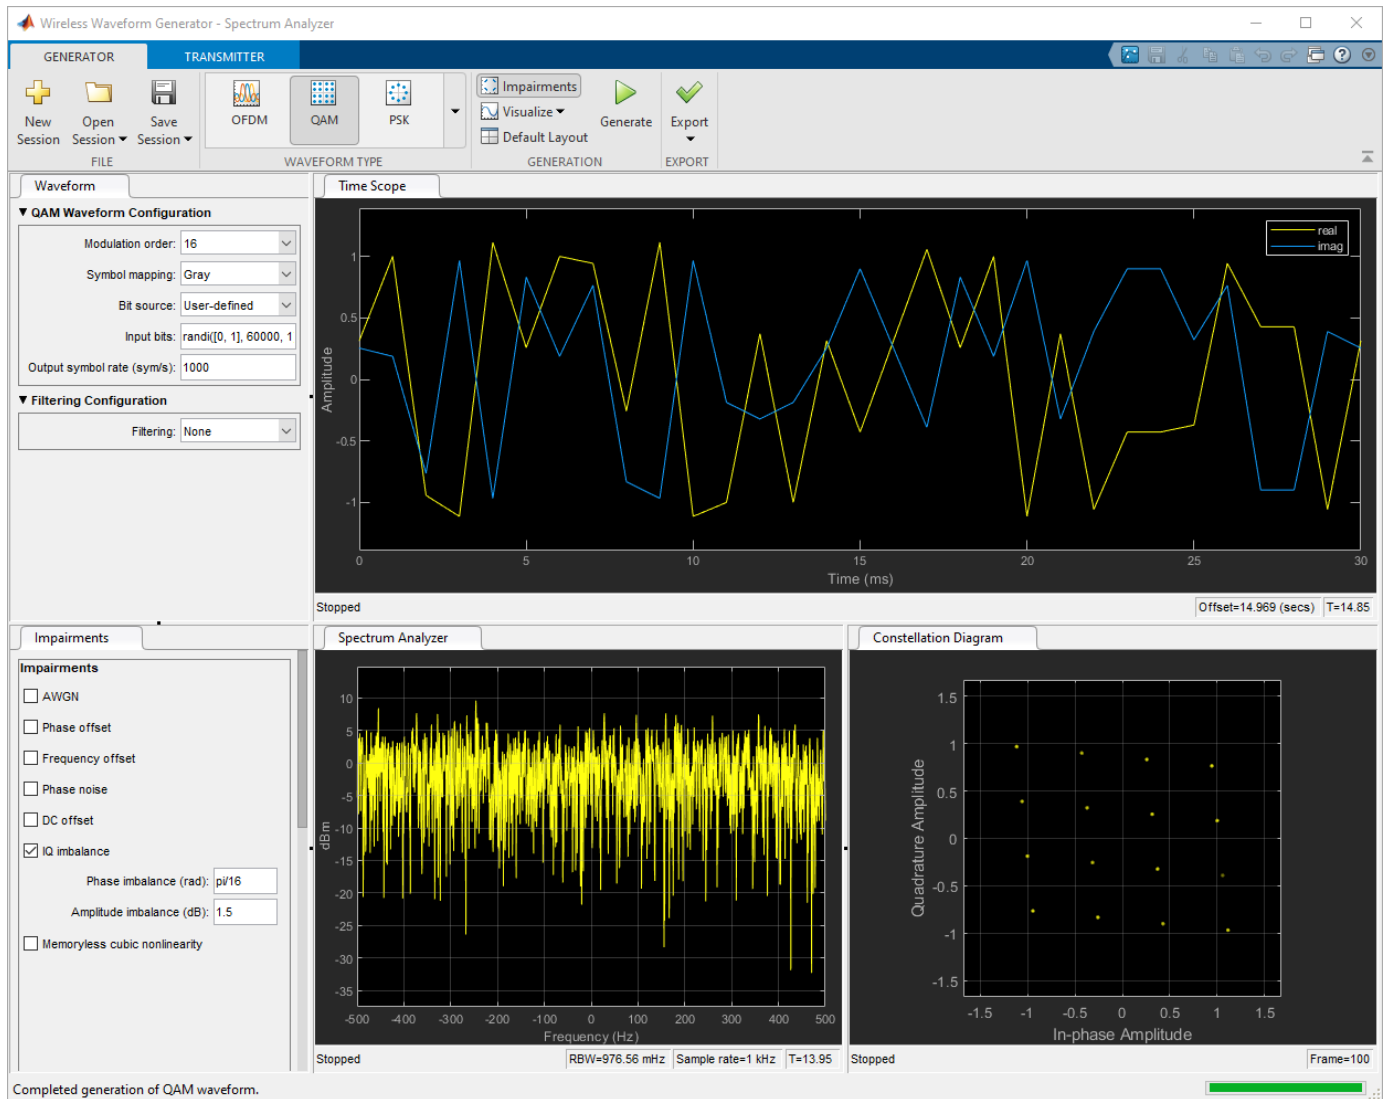 Wireless Waveform Generator - Spectrum Analyzer
GENERATOR
TRANSMITTER
New Session
Open Session
Save Session
FILE
OFDM
QAM
PSK
WAVEFORM TYPE
Impairments
Visualize
Default Layout
Generate
GENERATION
Export
EXPORT
Waveform
QAM Waveform Configuration
Modulation order: 16
Symbol mapping: Gray
Bit source: User-defined
Input bits: randi([0, 1], 60000, 1
Output symbol rate (sym/s): 1000
Filtering Configuration
Filtering: None
Time Scope
real
imag
Amplitude
1
0.5
0
-0.5
-1
0 5 10 15 20 25 30
Time (ms)
Stopped
Offset=14.969 (secs) T=14.85
Impairments
Impairments
AWGN
Phase offset
Frequency offset
Phase noise
DC offset
IQ imbalance
Phase imbalance (rad): pi/16
Amplitude imbalance (dB): 1.5
Memoryless cubic nonlinearity
Spectrum Analyzer
dBm
10
5
0
-5
-10
-15
-20
-25
-30
-35
-500 -400 -300 -200 -100 0 100 200 300 400 500
Frequency (Hz)
Stopped
RBW=976.56 mHz Sample rate=1 kHz T=13.95
Constellation Diagram
Quadrature Amplitude
1.5
1
0.5
0
-0.5
-1
-1.5
-1.5 -1 -0.5 0 0.5 1 1.5
In-phase Amplitude
Stopped
Frame=100
Completed generation of QAM waveform.